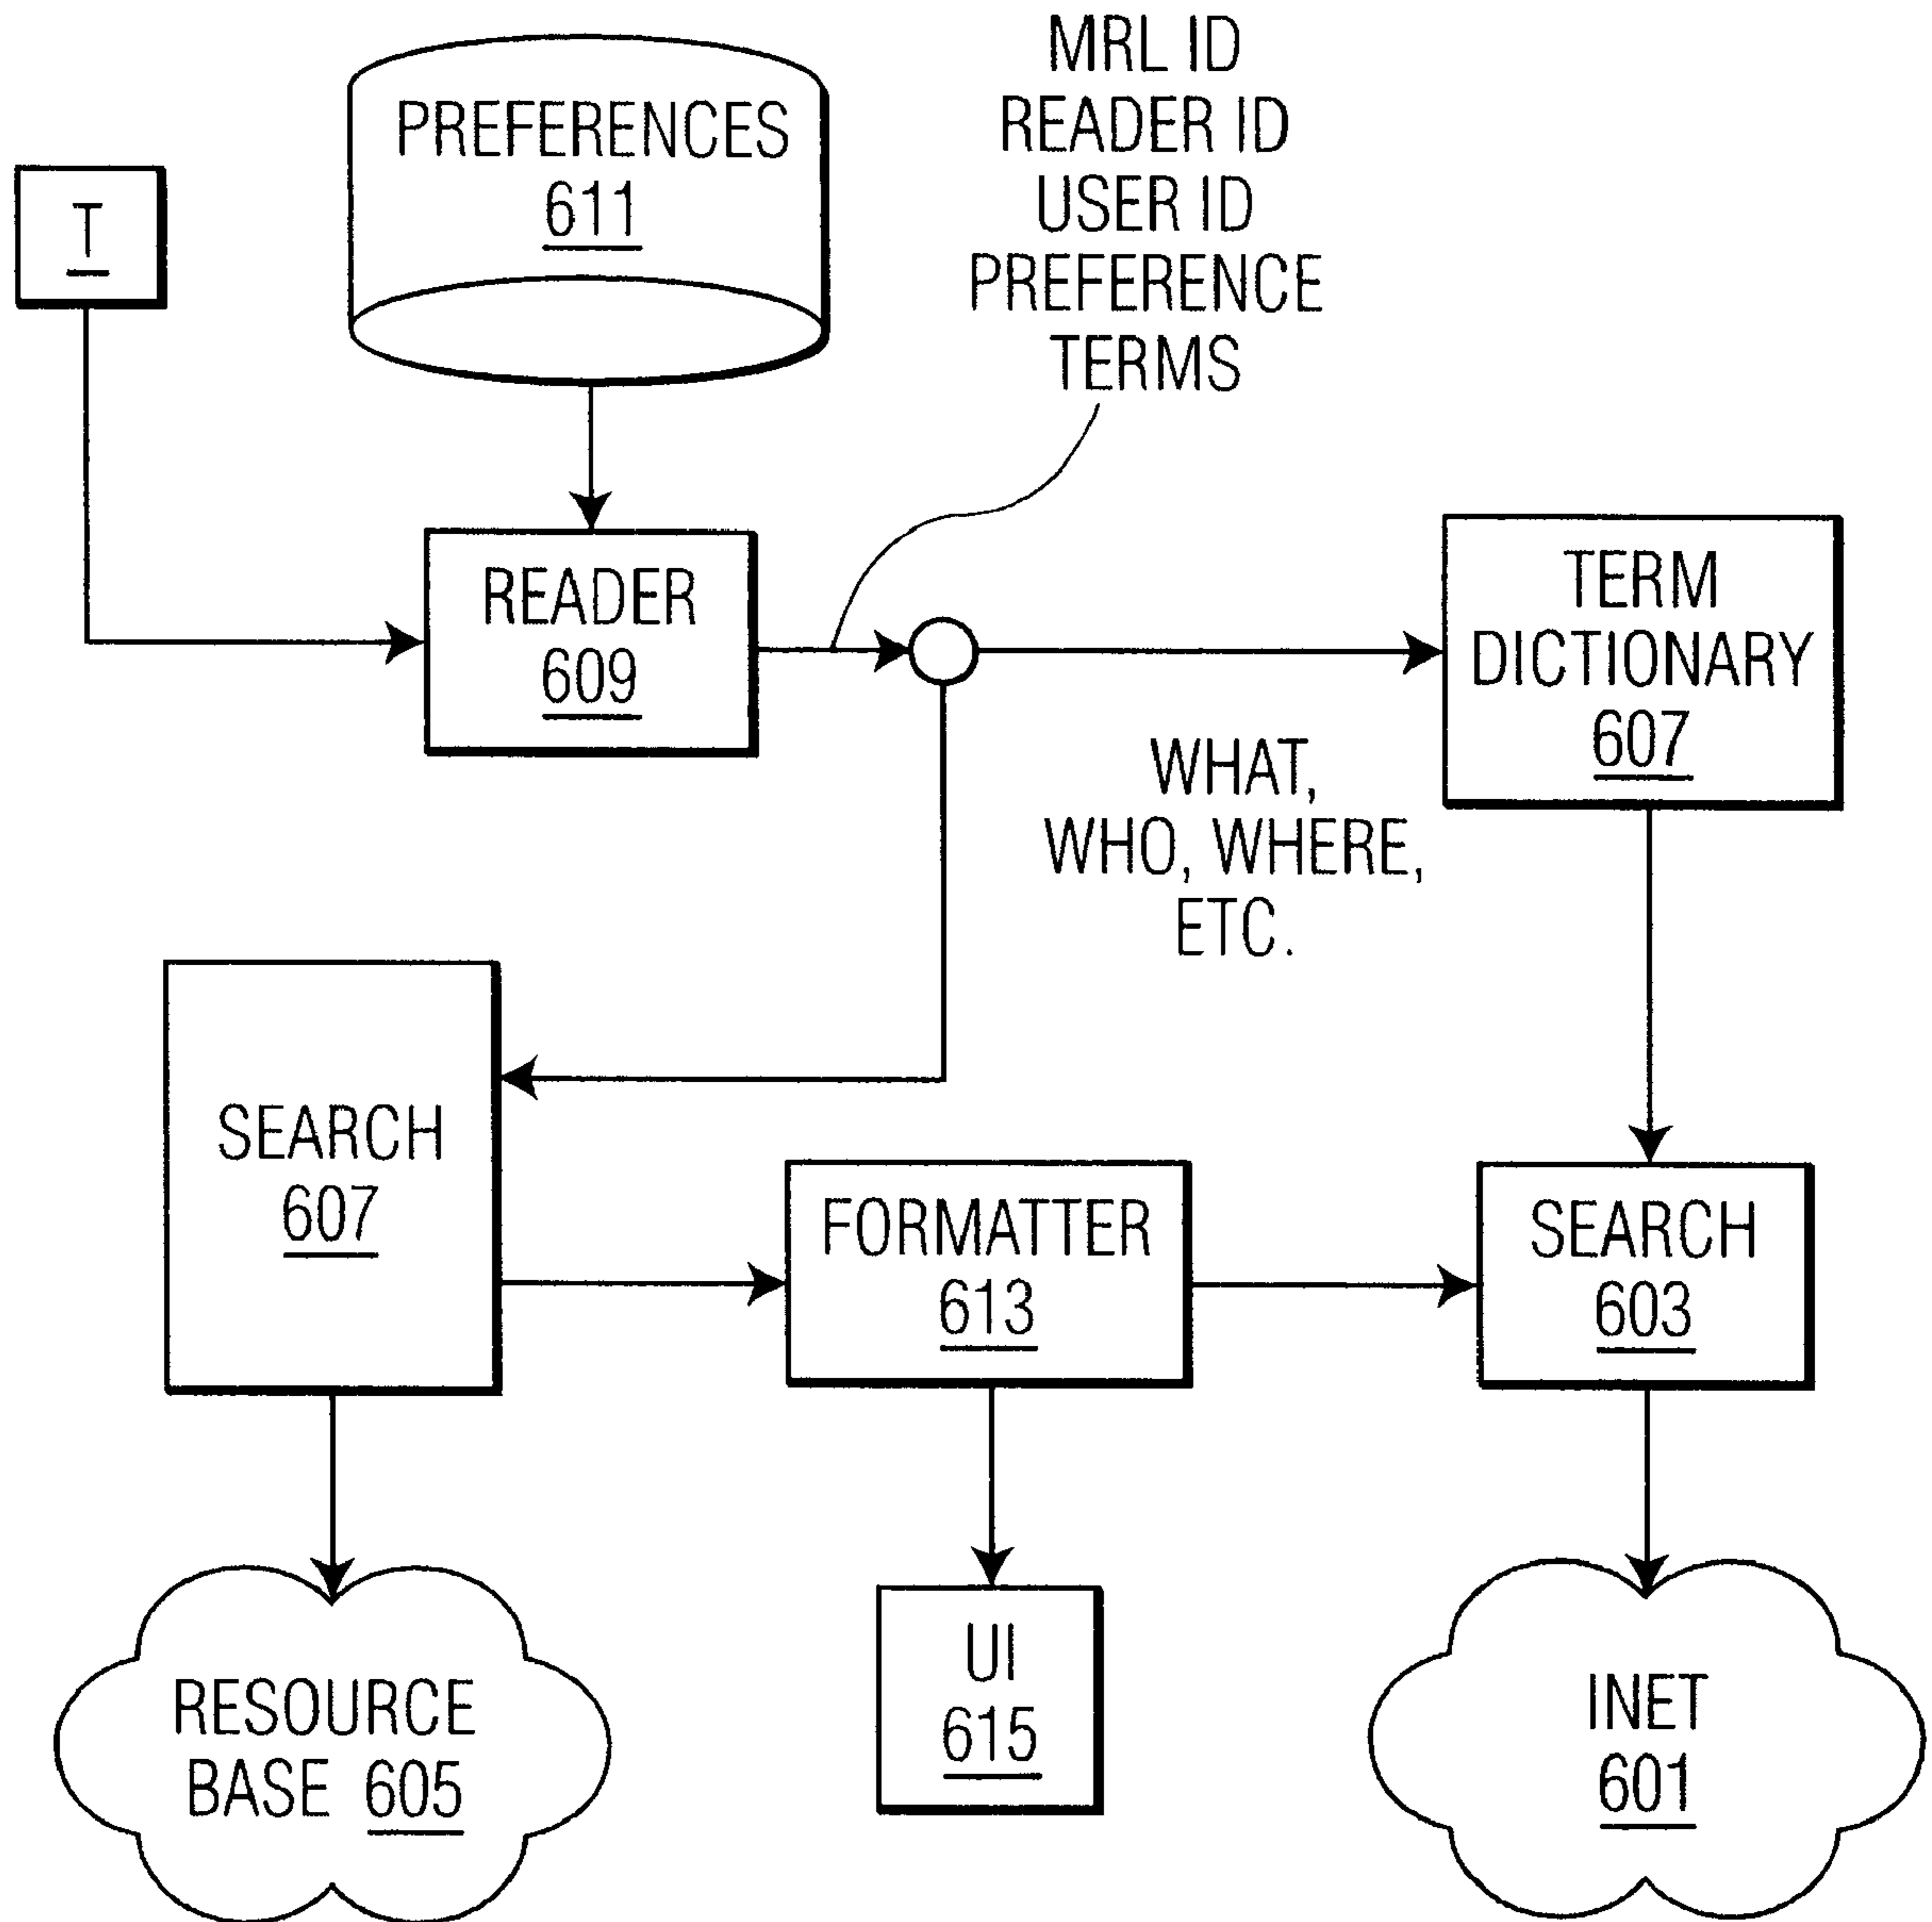 MRL ID
READER ID
USER ID
PREFERENCE
TERMS
PREFERENCES
611
T
READER
609
TERM
DICTIONARY
607
WHAT,
WHO, WHERE,
ETC.
SEARCH
607
FORMATTER
613
SEARCH
603
RESOURCE
BASE 605
UI
615
INET
601